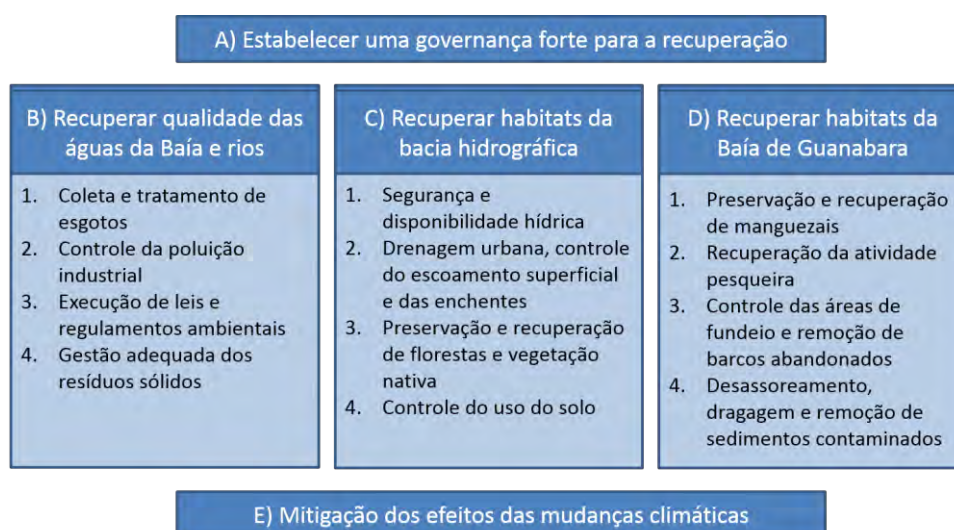 A) Estabelecer uma governança forte para a recuperação
B) Recuperar qualidade das
águas da Baía e rios
1. Coleta e tratamento de
esgotos
2. Controle da poluição
industrial
3. Execução de leis e
regulamentos ambientais
4. Gestão adequada dos
resíduos sólidos
C) Recuperar habitats da
bacia hidrográfica
1. Segurança e
disponibilidade hídrica
2. Drenagem urbana, controle
do escoamento superficial
e das enchentes
3. Preservação e recuperação
de florestas e vegetação
nativa
4. Controle do uso do solo
D) Recuperar habitats da
Baía de Guanabara
1. Preservação e recuperação
de manguezais
2. Recuperação da atividade
pesqueira
3. Controle das áreas de
fundeio e remoção de
barcos abandonados
4. Desassoreamento,
dragagem e remoção de
sedimentos contaminados
E) Mitigação dos efeitos das mudanças climáticas